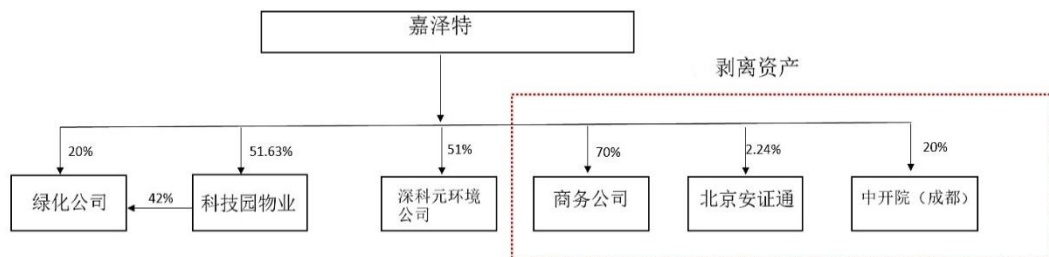 嘉泽特
剥离资产
20%
51.63%
51%
70%
2.24%
20%
绿化公司
42%
科技园物业
深科元环境
公司
商务公司
北京安证通
中开院（成都）